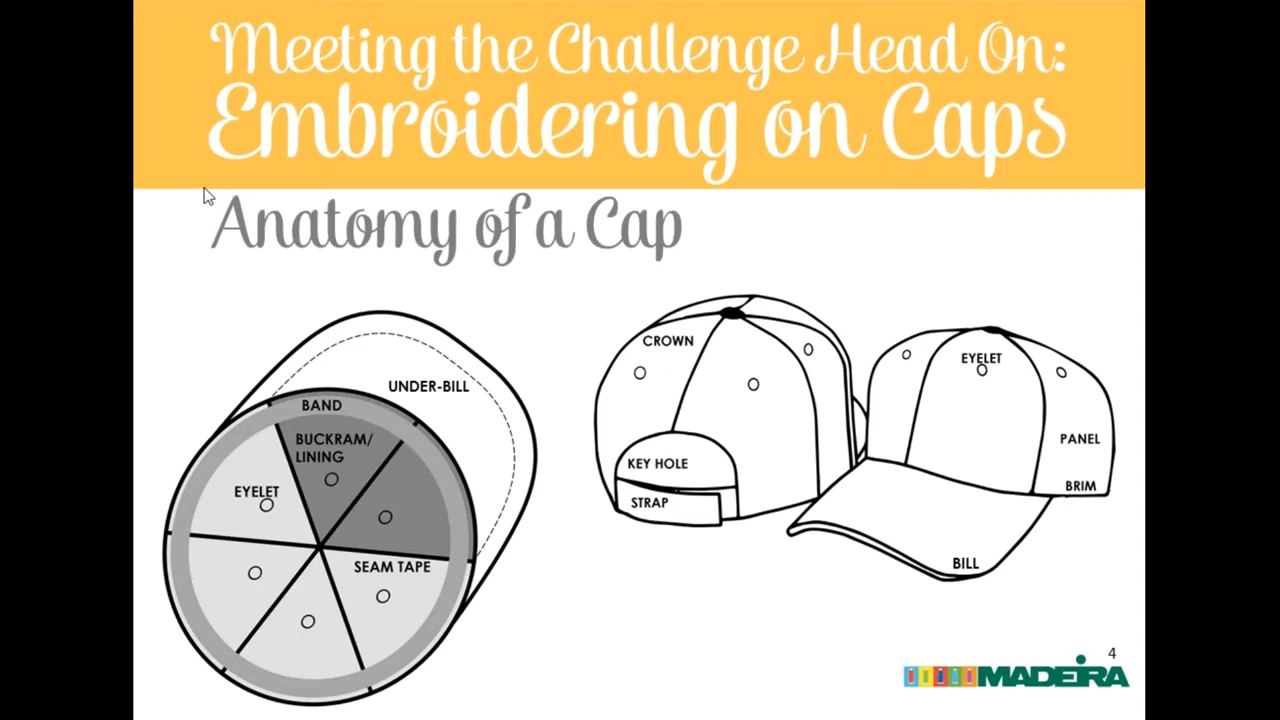 Meeting the Challenge Head On:
Embroidering on Caps
Anatomy of a Cap
UNDER-BILL
BAND
BUCKRAM/
LINING
EYELET
SEAM TAPE
CROWN
KEY HOLE
STRAP
EYELET
PANEL
BRIM
BILL
4
MADEIRA